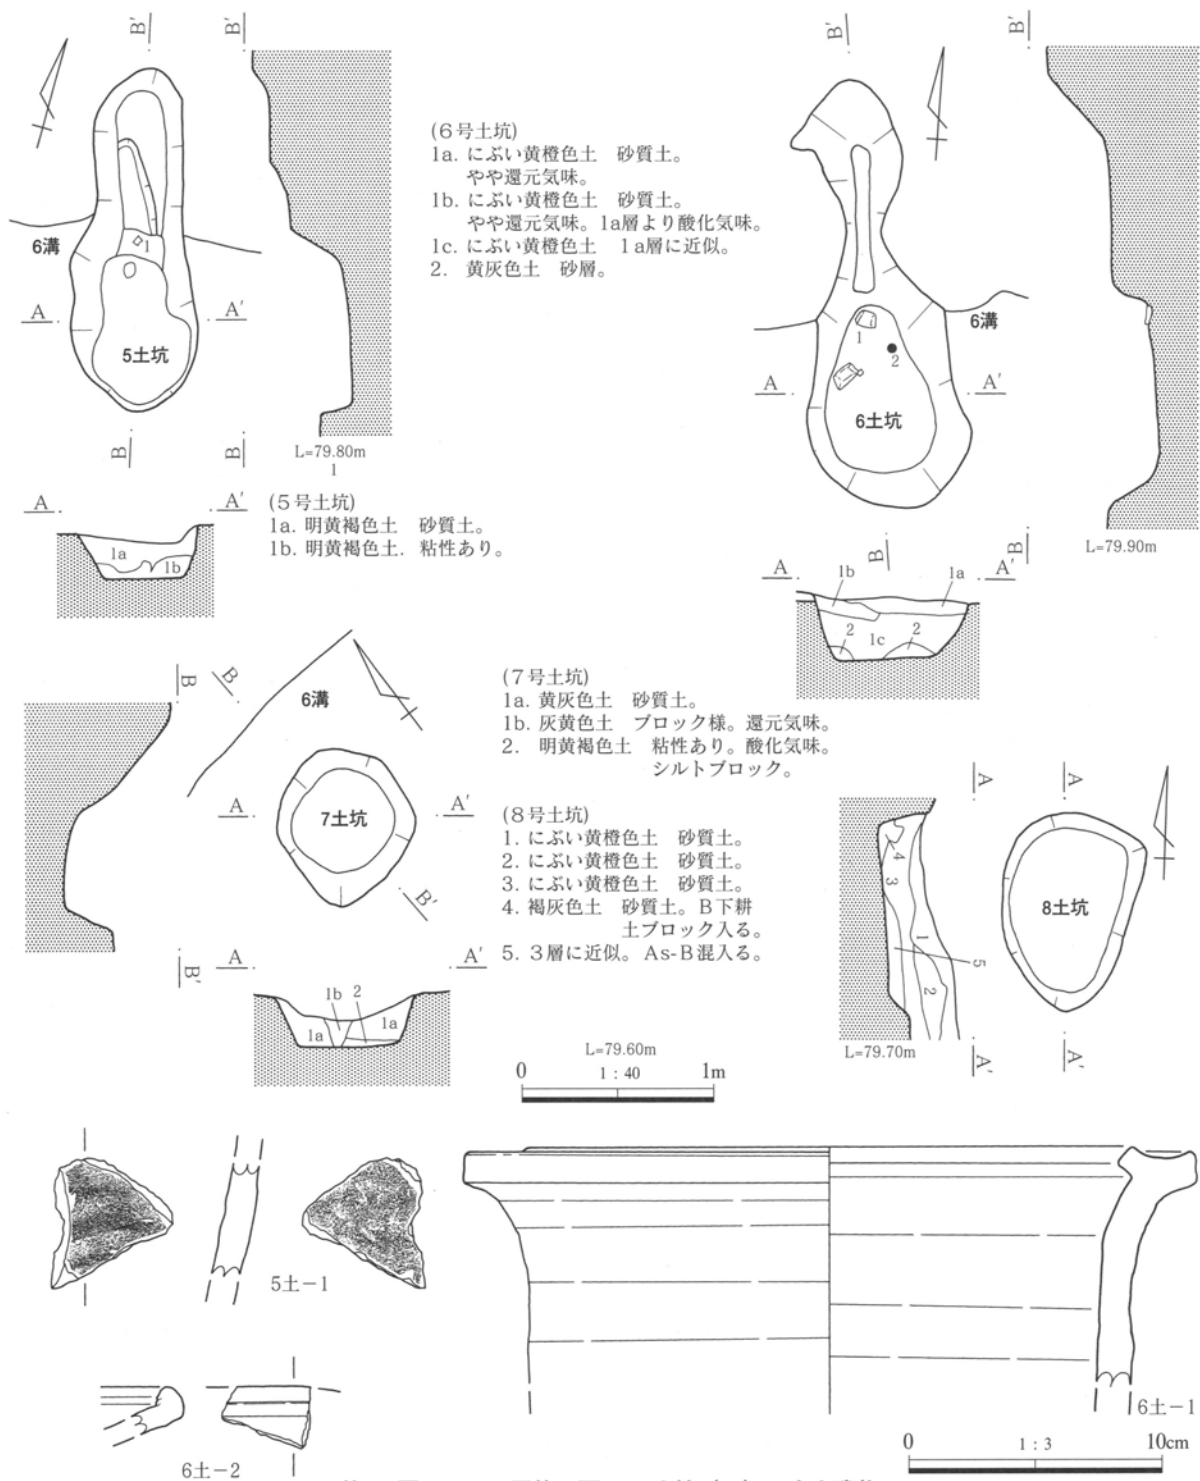 B′
B′
6溝
1
A
A′
5土坑
B
B
L=79.80m
1
(6号土坑)
1a. にぶい黄橙色土　砂質土。
やや還元気味。
1b. にぶい黄橙色土　砂質土。
やや還元気味。1a層より酸化気味。
1c. にぶい黄橙色土　1a層に近似。
2.　黄灰色土　砂層。
B′
B′
6溝
1
2
A
A′
6土坑
B
B
L=79.90m
A
A′
1a
1b
(5号土坑)
1a. 明黄褐色土　砂質土。
1b. 明黄褐色土.　粘性あり。
A
A′
1b
1a
2
1c
2
B
B
6溝
A
A′
7土坑
B′
B′
A
A′
1b
2
1a
1a
L=79.60m
(7号土坑)
1a. 黄灰色土　砂質土。
1b. 灰黄色土　ブロック様。還元気味。
2.　明黄褐色土　粘性あり。酸化気味。
シルトブロック。
(8号土坑)
1. にぶい黄橙色土　砂質土。
2. にぶい黄橙色土　砂質土。
3. にぶい黄橙色土　砂質土。
4. 褐灰色土　砂質土。B下耕
土ブロック入る。
5. 3層に近似。As-B混入る。
A
A
4
3
1
5
2
8土坑
L=79.70m
A′
A′
0
1：40
1m
5土−1
6土−1
6土−2
0
1：3
10cm